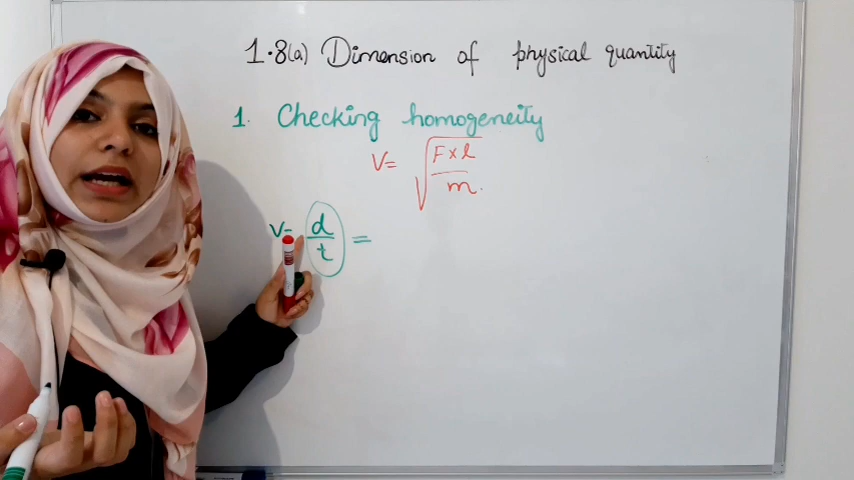 1.8(a) Dimension of physical quantity
1. Checking homogeneity
v= √(F×l/m).
v= d/t =